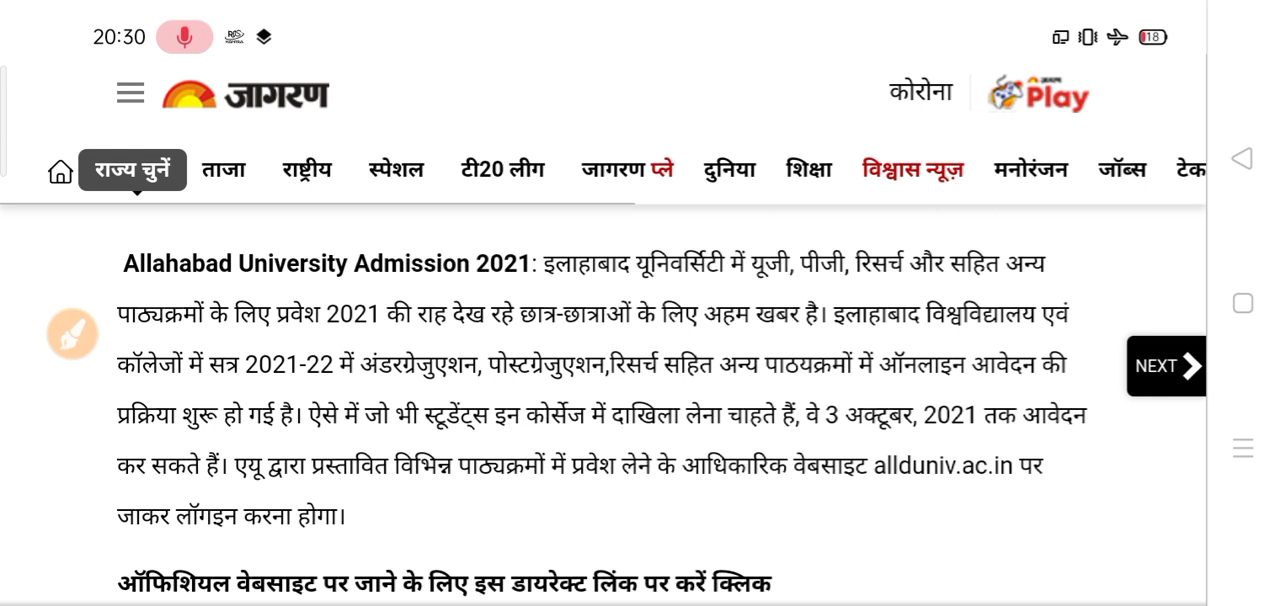 20:30
18
जागरण
कोरोना
Play
राज्य चुनें ताजा राष्ट्रीय स्पेशल टी20 लीग जागरण प्ले दुनिया शिक्षा विश्वास न्यूज़ मनोरंजन जॉब्स टेक
Allahabad University Admission 2021: इलाहाबाद यूनिवर्सिटी में यूजी, पीजी, रिसर्च और सहित अन्य
पाठ्यक्रमों के लिए प्रवेश 2021 की राह देख रहे छात्र-छात्राओं के लिए अहम खबर है। इलाहाबाद विश्वविद्यालय एवं
कॉलेजों में सत्र 2021-22 में अंडरग्रेजुएशन, पोस्टग्रेजुएशन,रिसर्च सहित अन्य पाठयक्रमों में ऑनलाइन आवेदन की
NEXT
प्रक्रिया शुरू हो गई है। ऐसे में जो भी स्टूडेंट्स इन कोर्सेज में दाखिला लेना चाहते हैं, वे 3 अक्टूबर, 2021 तक आवेदन
कर सकते हैं। एयू द्वारा प्रस्तावित विभिन्न पाठ्यक्रमों में प्रवेश लेने के आधिकारिक वेबसाइट allduniv.ac.in पर
जाकर लॉगइन करना होगा।
ऑफिशियल वेबसाइट पर जाने के लिए इस डायरेक्ट लिंक पर करें क्लिक